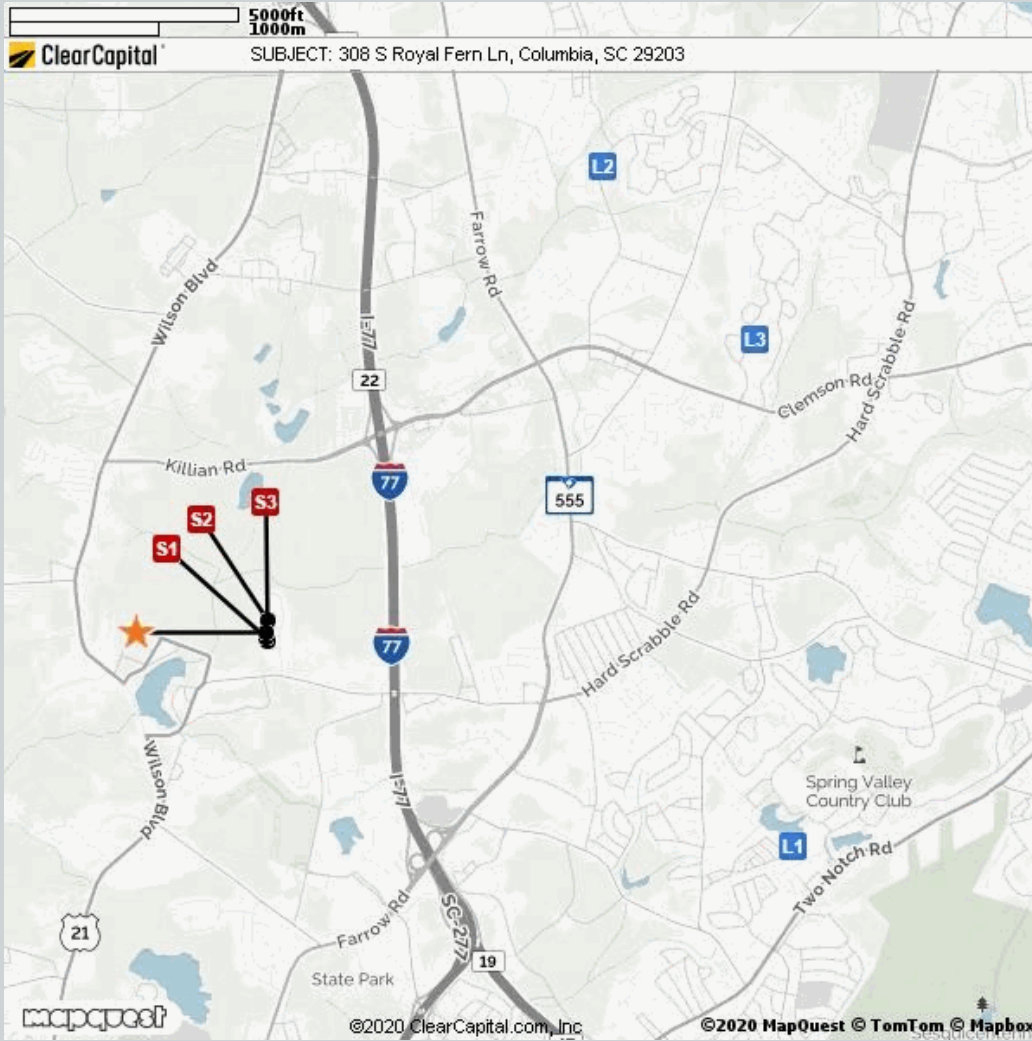 5000ft
1000m
ClearCapital
SUBJECT: 308 S Royal Fern Ln, Columbia, SC 29203
L2
Farrow Rd
Wilson Blvd
I-77
L3
Hard Scrabble Rd
22
Clemson Rd
Killian Rd
77
555
S3
S2
S1
77
Hard Scrabble Rd
Wilson Blvd
I-77
Spring Valley
Country Club
L1
Two Notch Rd
Farrow Rd
SC-277
21
19
State Park
mapquest
©2020 ClearCapital.com, Inc
©2020 MapQuest © TomTom © Mapbox